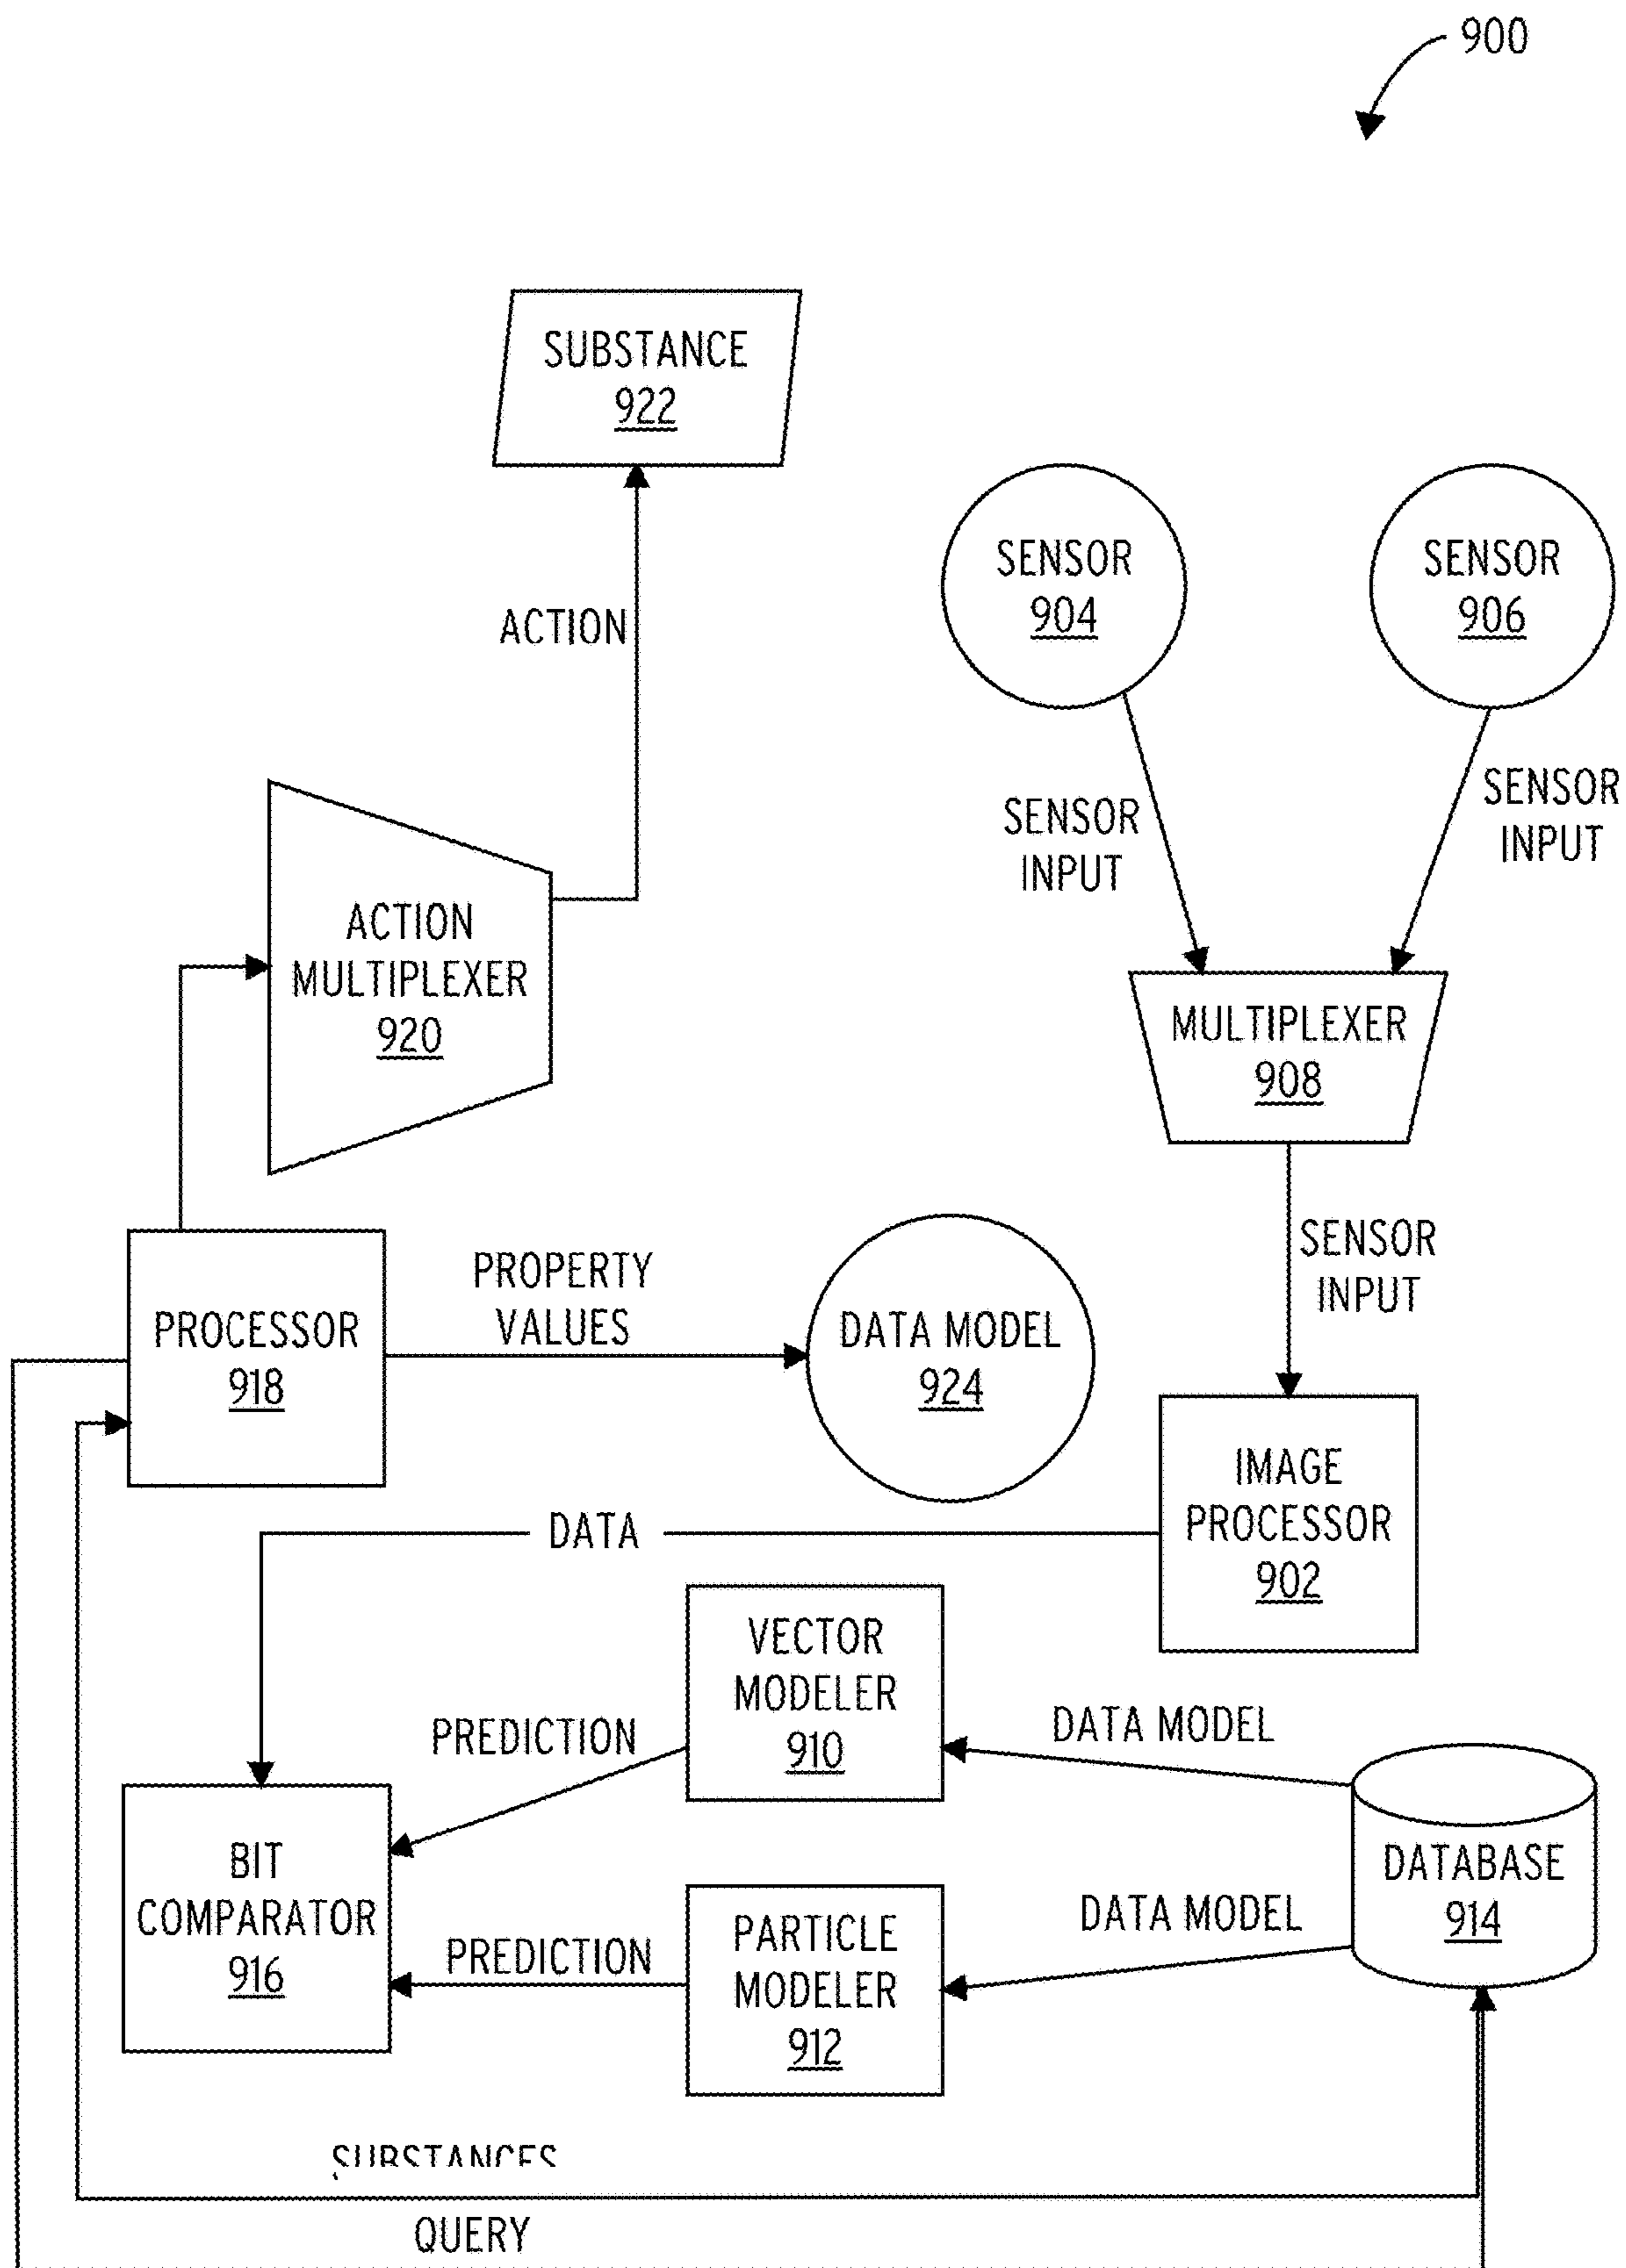 900
SUBSTANCE
922
SENSOR
904
SENSOR
906
ACTION
SENSOR
INPUT
SENSOR
INPUT
ACTION
MULTIPLEXER
920
MULTIPLEXER
908
SENSOR
INPUT
PROPERTY
VALUES
PROCESSOR
918
DATA MODEL
924
IMAGE
PROCESSOR
902
DATA
VECTOR
MODELER
910
PREDICTION
DATA MODEL
BIT
COMPARATOR
916
DATABASE
914
DATA MODEL
PARTICLE
MODELER
912
PREDICTION
SUBSTANCES
QUERY